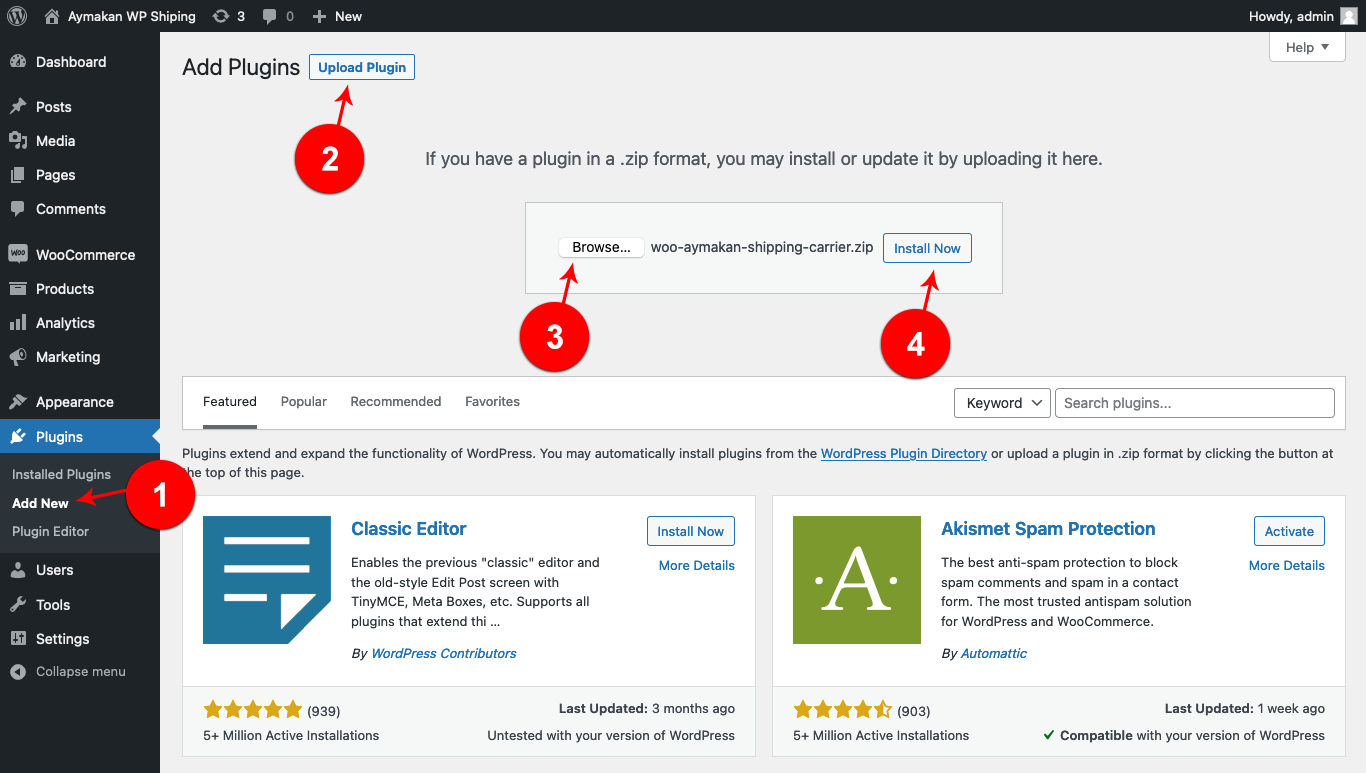 Aymakan WP Shiping 3 0 New Howdy, admin
Help
Dashboard
Posts
Media
Pages
Comments
WOO WooCommerce
Products
Analytics
Marketing
Appearance
Plugins
Installed Plugins
Add New
Plugin Editor
Users
Tools
Settings
Collapse menu
1
Add Plugins Upload Plugin
2
If you have a plugin in a .zip format, you may install or update it by uploading it here.
Browse... woo-aymakan-shipping-carrier.zip Install Now
3
4
Featured Popular Recommended Favorites Keyword Search plugins...
Plugins extend and expand the functionality of WordPress. You may automatically install plugins from the WordPress Plugin Directory or upload a plugin in .zip format by clicking the button at
the top of this page.
Classic Editor
Install Now
More Details
Enables the previous "classic" editor and
the old-style Edit Post screen with
TinyMCE, Meta Boxes, etc. Supports all
plugins that extend thi ...
By WordPress Contributors
(939)
5+ Million Active Installations
Last Updated: 3 months ago
Untested with your version of WordPress
A
Akismet Spam Protection
Activate
More Details
The best anti-spam protection to block
spam comments and spam in a contact
form. The most trusted antispam solution
for WordPress and WooCommerce.
By Automattic
(903)
5+ Million Active Installations
Last Updated: 1 week ago
Compatible with your version of WordPress